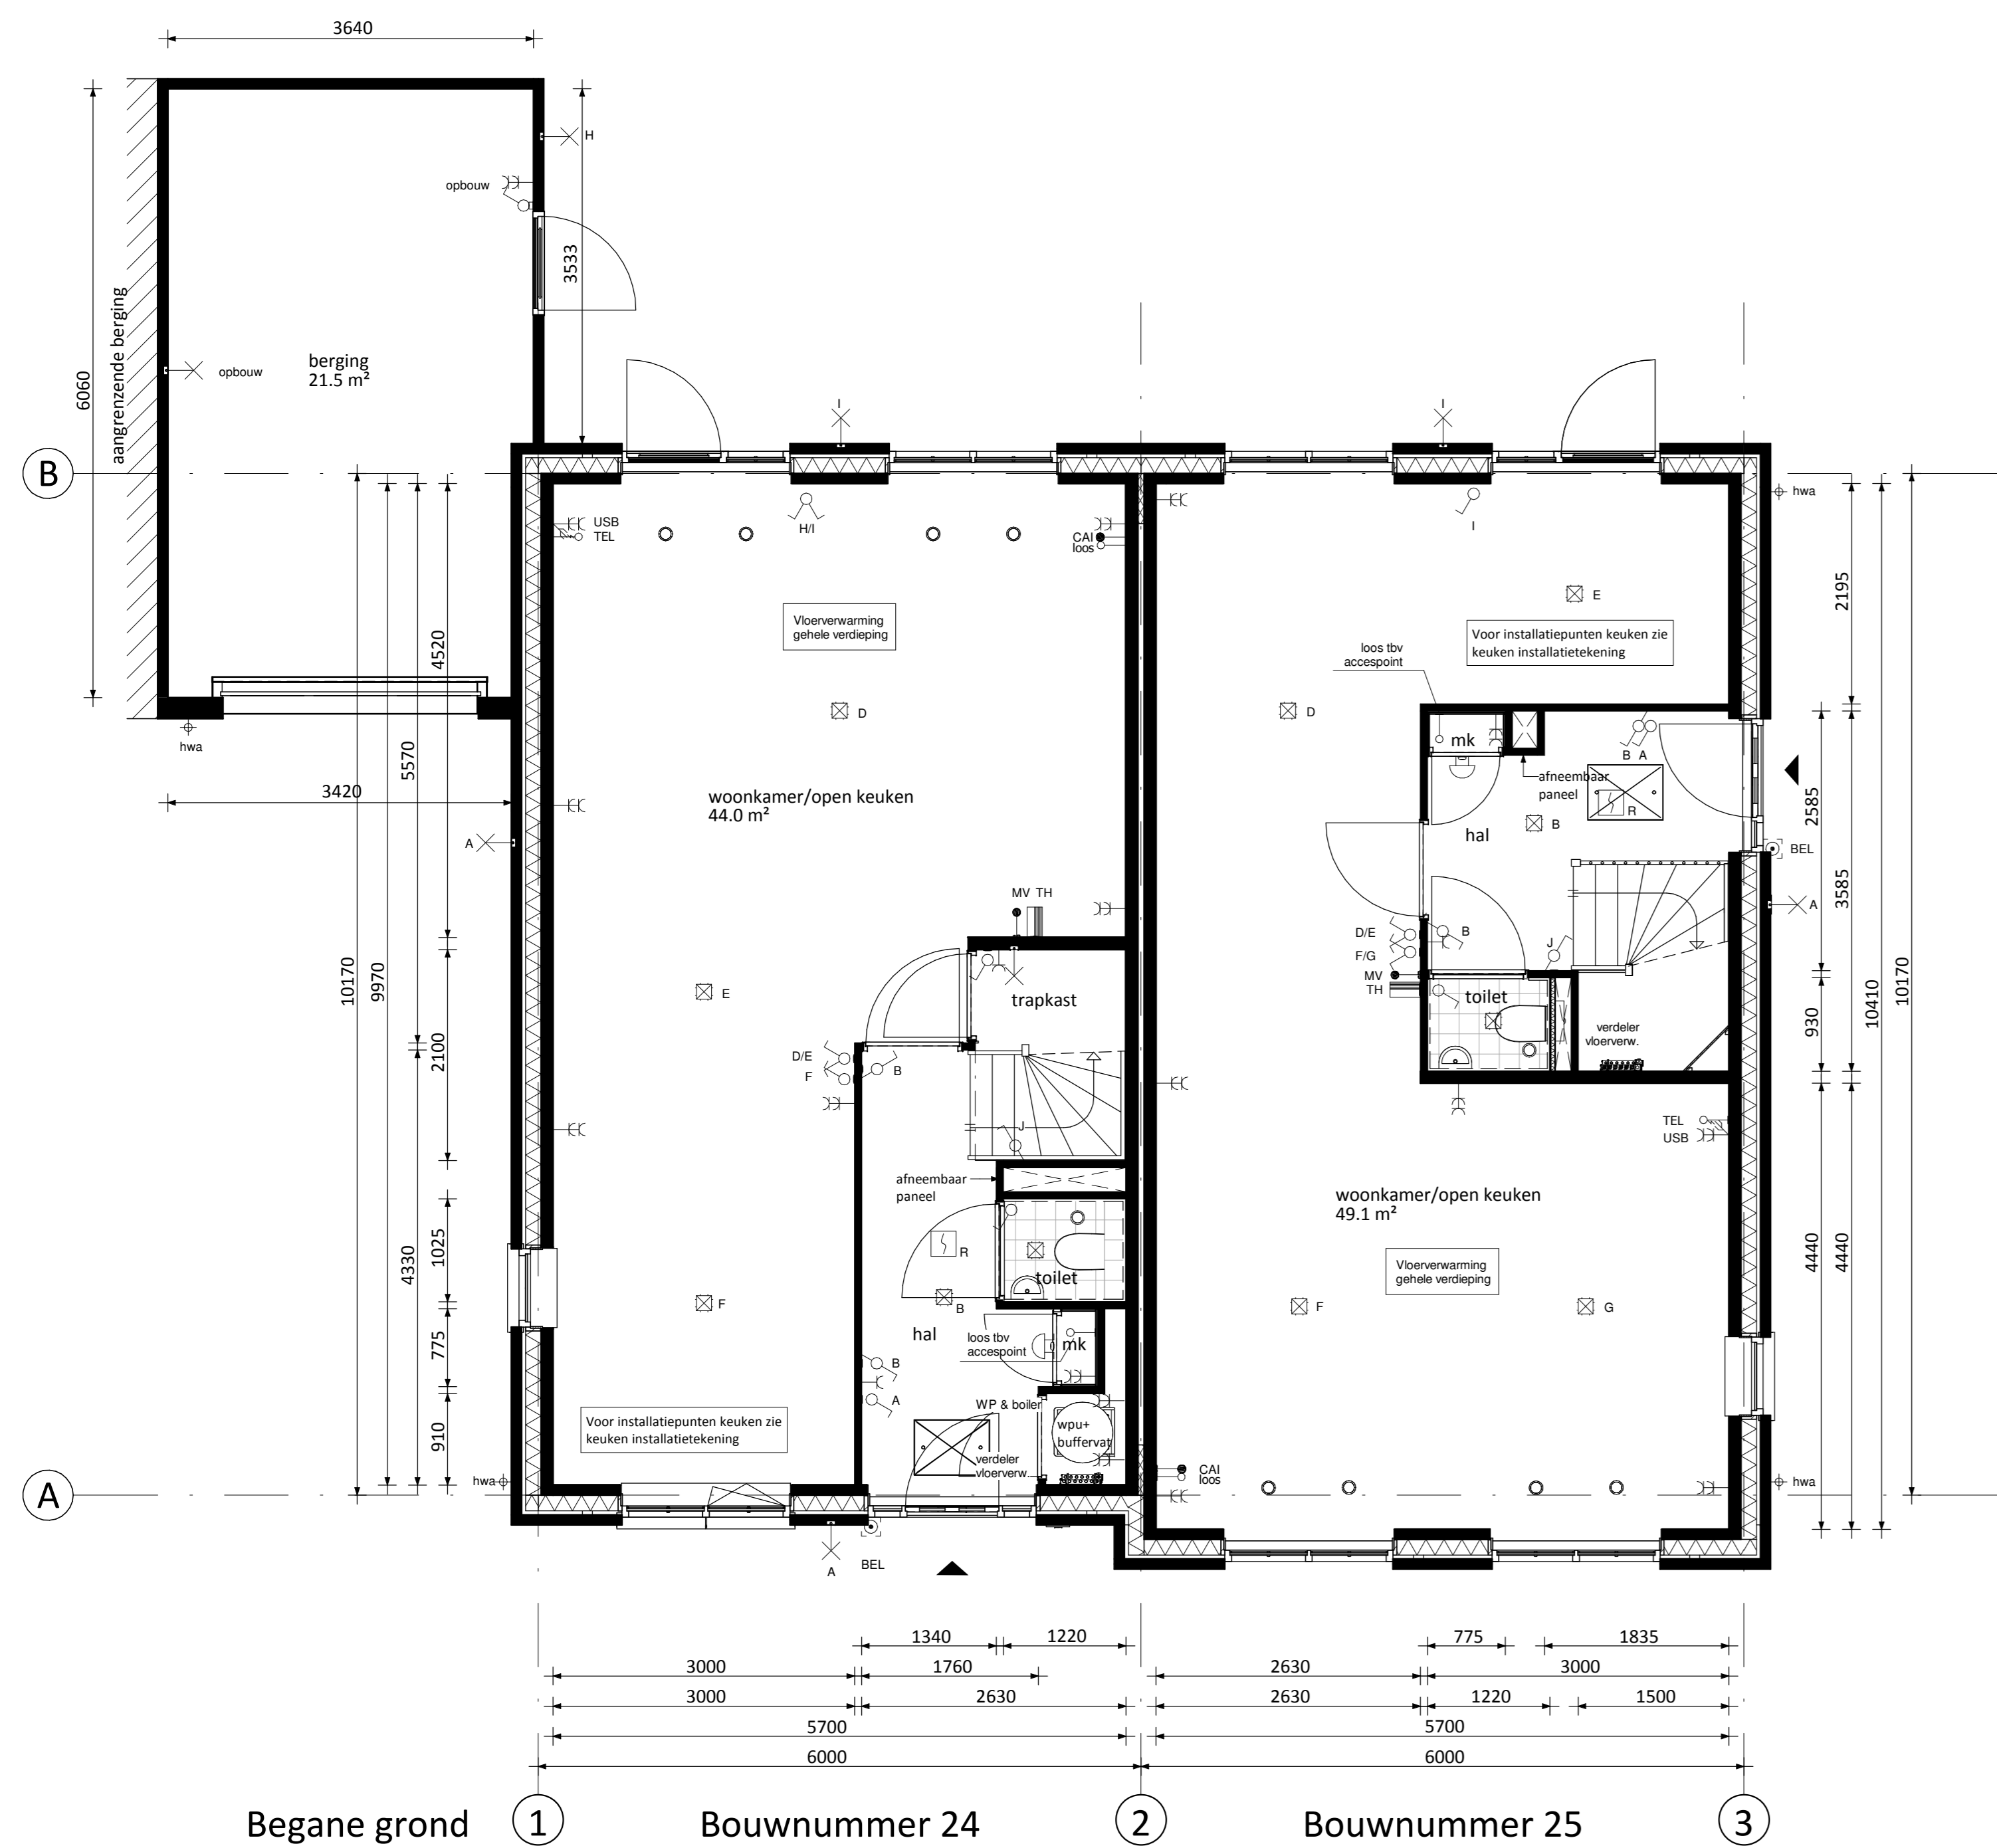 3640
H
opbouw
3533
aangrenzende berging
6060
berging
21.5 m²
opbouw
I
I
B
hwa
USB
TEL
H/I
CAI
loos
I
Vloerverwarming
gehele verdieping
E
Voor installatiepunten keuken zie
keuken installatietekening
loos tbv
accespoint
2195
4520
D
D
hwa
mk
B A
afneembaar
paneel
R
5570
3420
woonkamer/open keuken
44.0 m²
hal
B
2585
A
BEL
MV TH
3585
A
D/E
B
F/G
J
MV
TH
10170
9970
E
trapkast
toilet
verdeler
vloerverw.
930
10410
10170
2100
D/E
F
B
J
TEL
USB
afneembaar
paneel
woonkamer/open keuken
49.1 m²
1025
4330
R
toilet
B
Vloerverwarming
gehele verdieping
4440
4440
F
F
G
775
hal
loos tbv
accespoint
mk
B
A
910
WP & boiler
wpu+
buffervat
Voor installatiepunten keuken zie
keuken installatietekening
verdeler
vloerverw.
hwa
CAI
loos
hwa
A
A
BEL
1340
1220
775
1835
3000
1760
2630
3000
3000
2630
2630
1220
1500
5700
5700
6000
6000
Begane grond
1
Bouwnummer 24
2
Bouwnummer 25
3